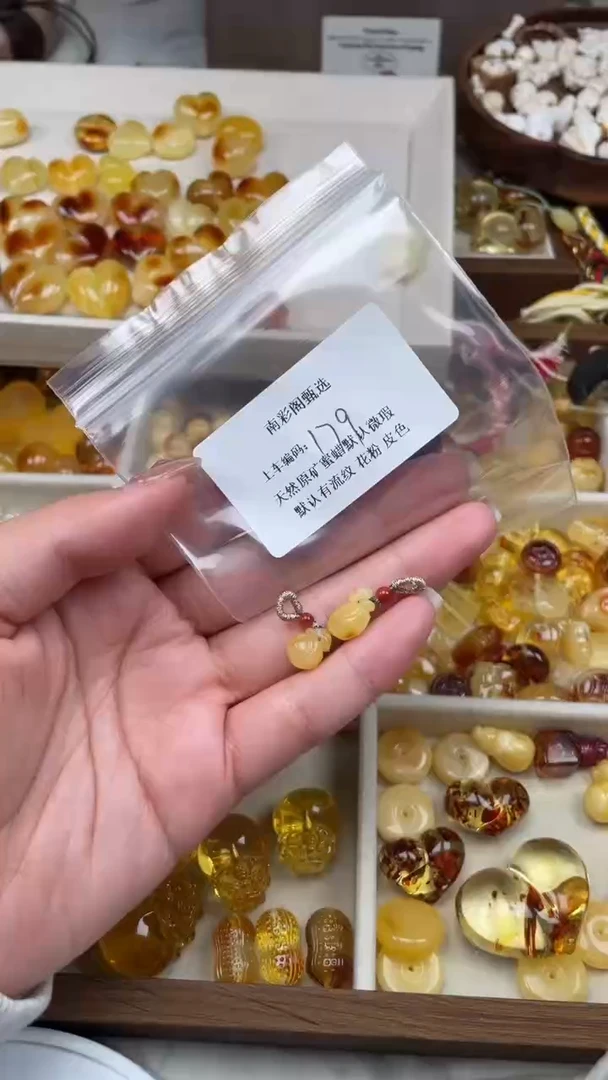 南彩阁甄选
上车编码：179
天然原矿蜜蜡默认微瑕
默认有流纹 花粉 皮色